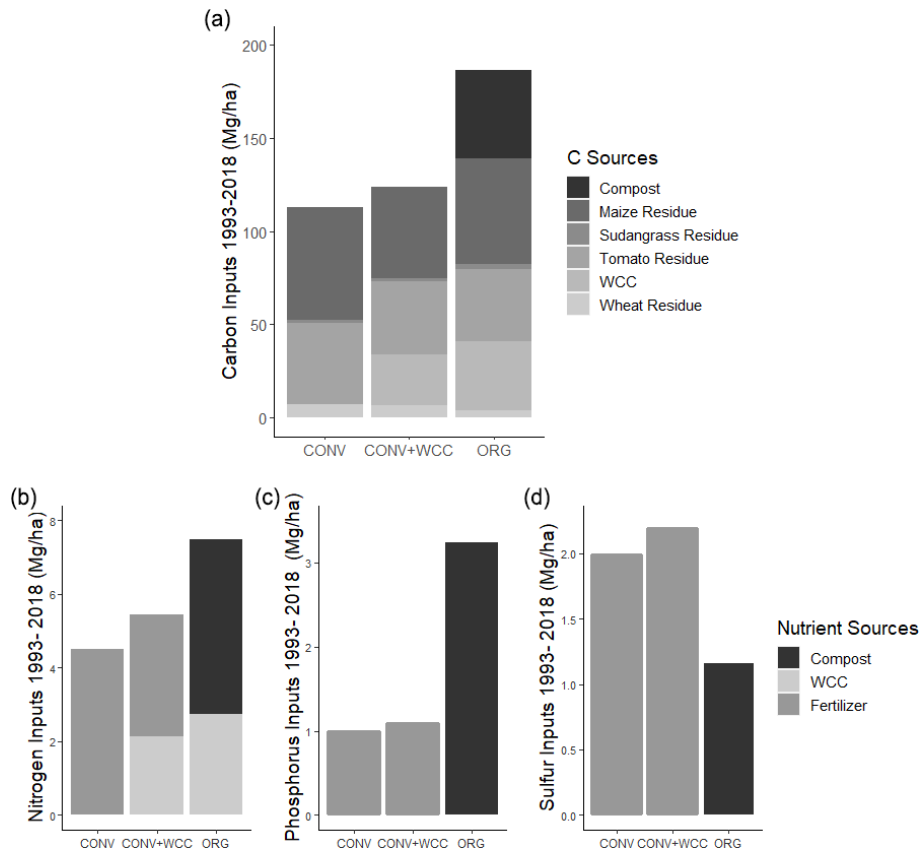 (a)
Carbon Inputs 1993-2018 (Mg/ha)
200
150
100
50
0
CONV
CONV+WCC
ORG
C Sources
Compost
Maize Residue
Sudangrass Residue
Tomato Residue
WCC
Wheat Residue
(b)
Nitrogen Inputs 1993- 2018 (Mg/ha)
8
6
4
2
0
CONV
CONV+WCC
ORG
(c)
Phosphorus Inputs 1993- 2018 (Mg/ha)
3
2
1
0
CONV
CONV+WCC
ORG
(d)
Sulfur Inputs 1993- 2018 (Mg/ha)
2.0
1.5
1.0
0.5
0.0
CONV
CONV+WCC
ORG
Nutrient Sources
Compost
WCC
Fertilizer